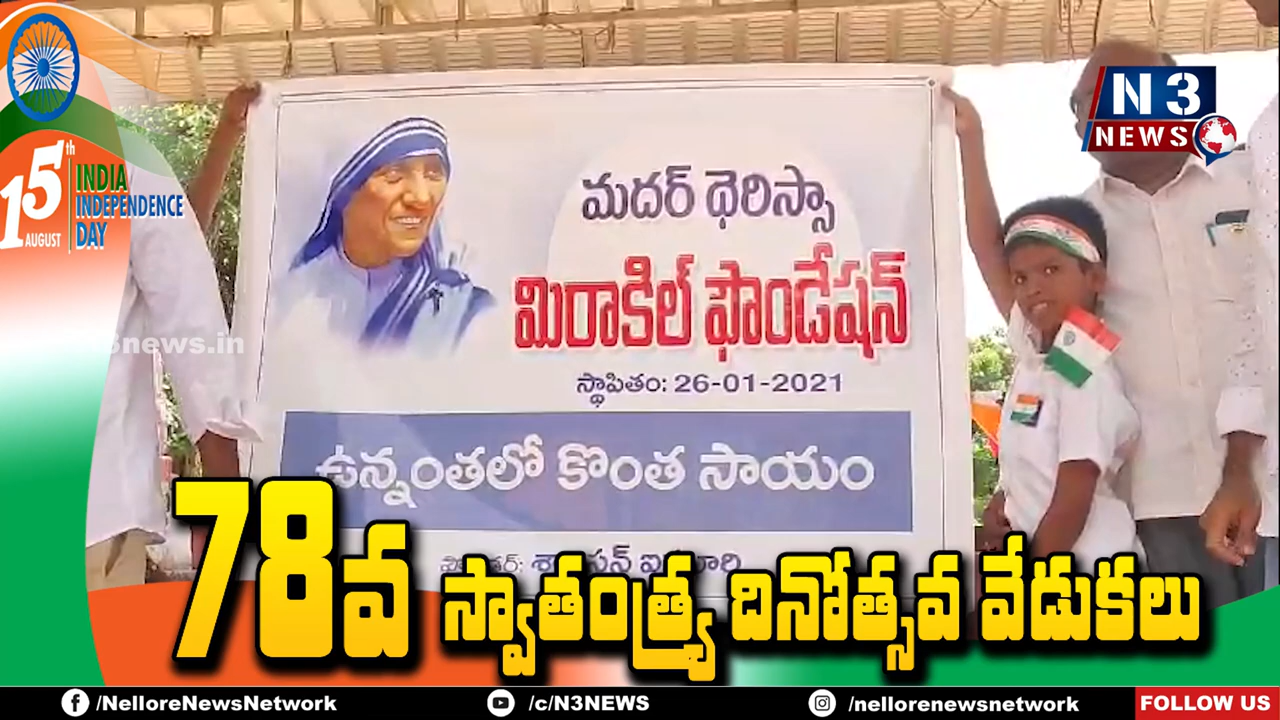 15th
AUGUST
INDIA
INDEPENDENCE
DAY
N3
NEWS
మదర్ థెరిస్సా
మిరాకిల్ ఫౌండేషన్
స్థాపితం: 26-01-2021
ఉన్నంతలో కొంత సాయం
78వ స్వాతంత్ర్య దినోత్సవ వేడుకలు
/NelloreNewsNetwork
/c/N3NEWS
/nellorenewsnetwork
FOLLOW US